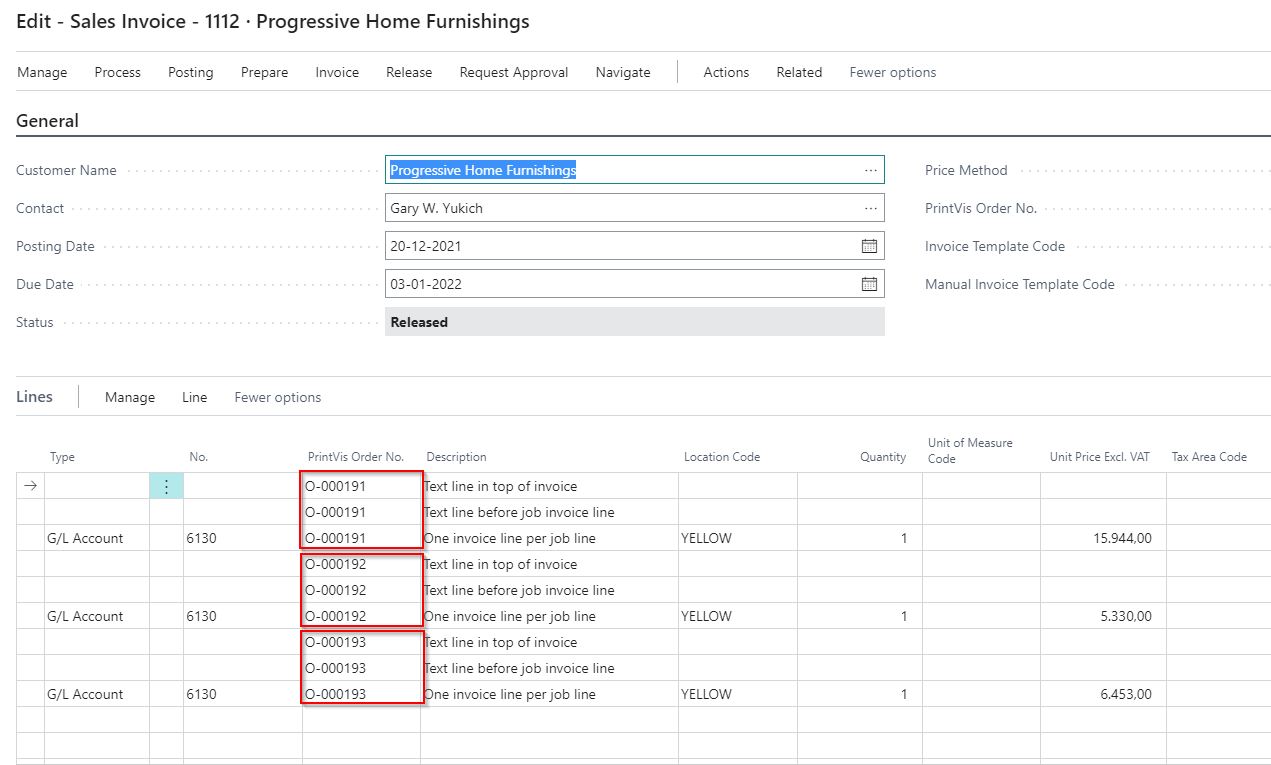 Edit - Sales Invoice - 1112 · Progressive Home Furnishings
Manage Process Posting Prepare Invoice Release Request Approval Navigate Actions Related Fewer options
General
Customer Name Progressive Home Furnishings ... Price Method
Contact Gary W. Yukich ... PrintVis Order No.
Posting Date 20-12-2021 Invoice Template Code
Due Date 03-01-2022 Manual Invoice Template Code
Status Released
Lines Manage Line Fewer options
Type No. PrintVis Order No. Description Location Code Quantity Unit of Measure Code Unit Price Excl. VAT Tax Area Code
O-000191 Text line in top of invoice
O-000191 Text line before job invoice line
G/L Account 6130 O-000191 One invoice line per job line YELLOW 1 15.944,00
O-000192 Text line in top of invoice
O-000192 Text line before job invoice line
G/L Account 6130 O-000192 One invoice line per job line YELLOW 1 5.330,00
O-000193 Text line in top of invoice
O-000193 Text line before job invoice line
G/L Account 6130 O-000193 One invoice line per job line YELLOW 1 6.453,00